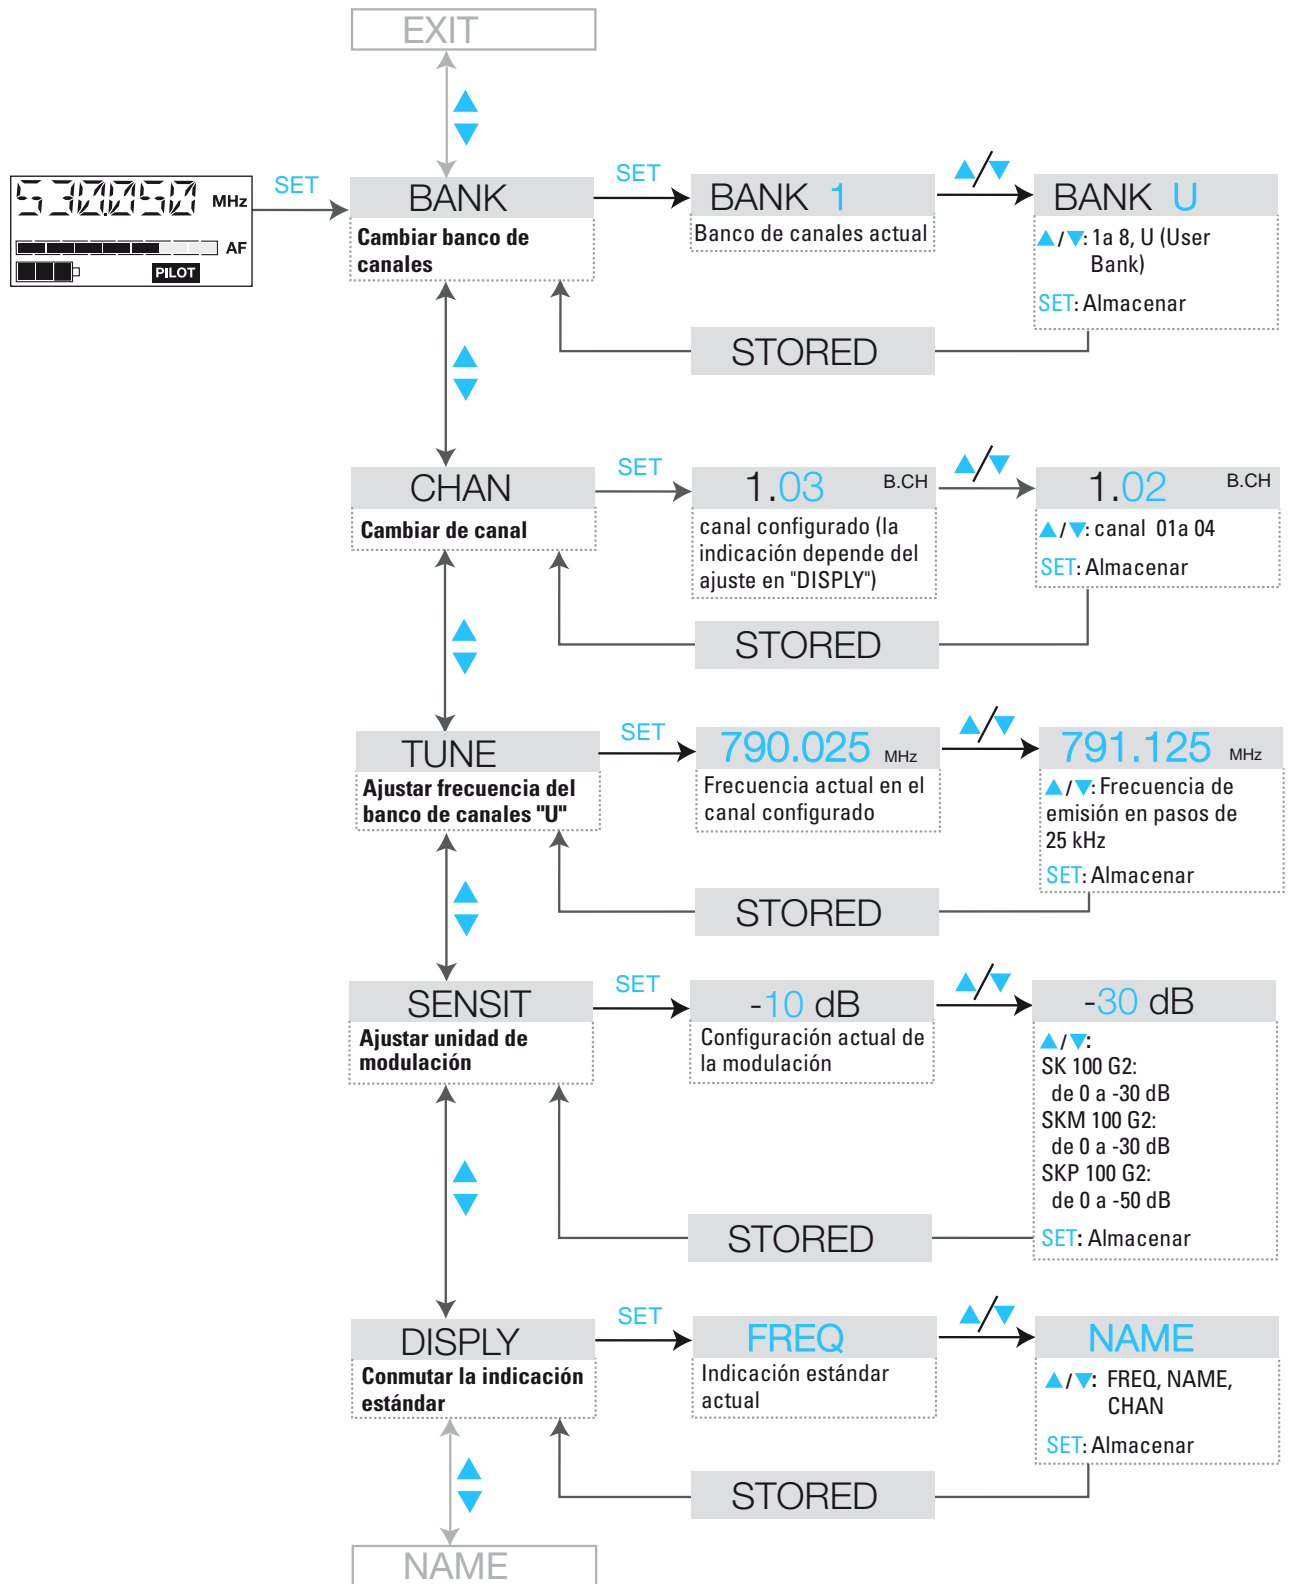 EXIT
530.050 MHz
AF
PILOT
SET
BANK
Cambiar banco de
canales
SET
BANK 1
Banco de canales actual
BANK U
▲/▼: 1a 8, U (User
Bank)
SET: Almacenar
STORED
CHAN
Cambiar de canal
SET
1.03 B.CH
canal configurado (la
indicación depende del
ajuste en "DISPLY")
1.02 B.CH
▲/▼: canal 01a 04
SET: Almacenar
STORED
TUNE
Ajustar frecuencia del
banco de canales "U"
SET
790.025 MHz
Frecuencia actual en el
canal configurado
791.125 MHz
▲/▼: Frecuencia de
emisión en pasos de
25 kHz
SET: Almacenar
STORED
SENSIT
Ajustar unidad de
modulación
SET
-10 dB
Configuración actual de
la modulación
-30 dB
▲/▼:
SK 100 G2:
de 0 a -30 dB
SKM 100 G2:
de 0 a -30 dB
SKP 100 G2:
de 0 a -50 dB
SET: Almacenar
STORED
DISPLY
Conmutar la indicación
estándar
SET
FREQ
Indicación estándar
actual
NAME
▲/▼: FREQ, NAME,
CHAN
SET: Almacenar
STORED
NAME